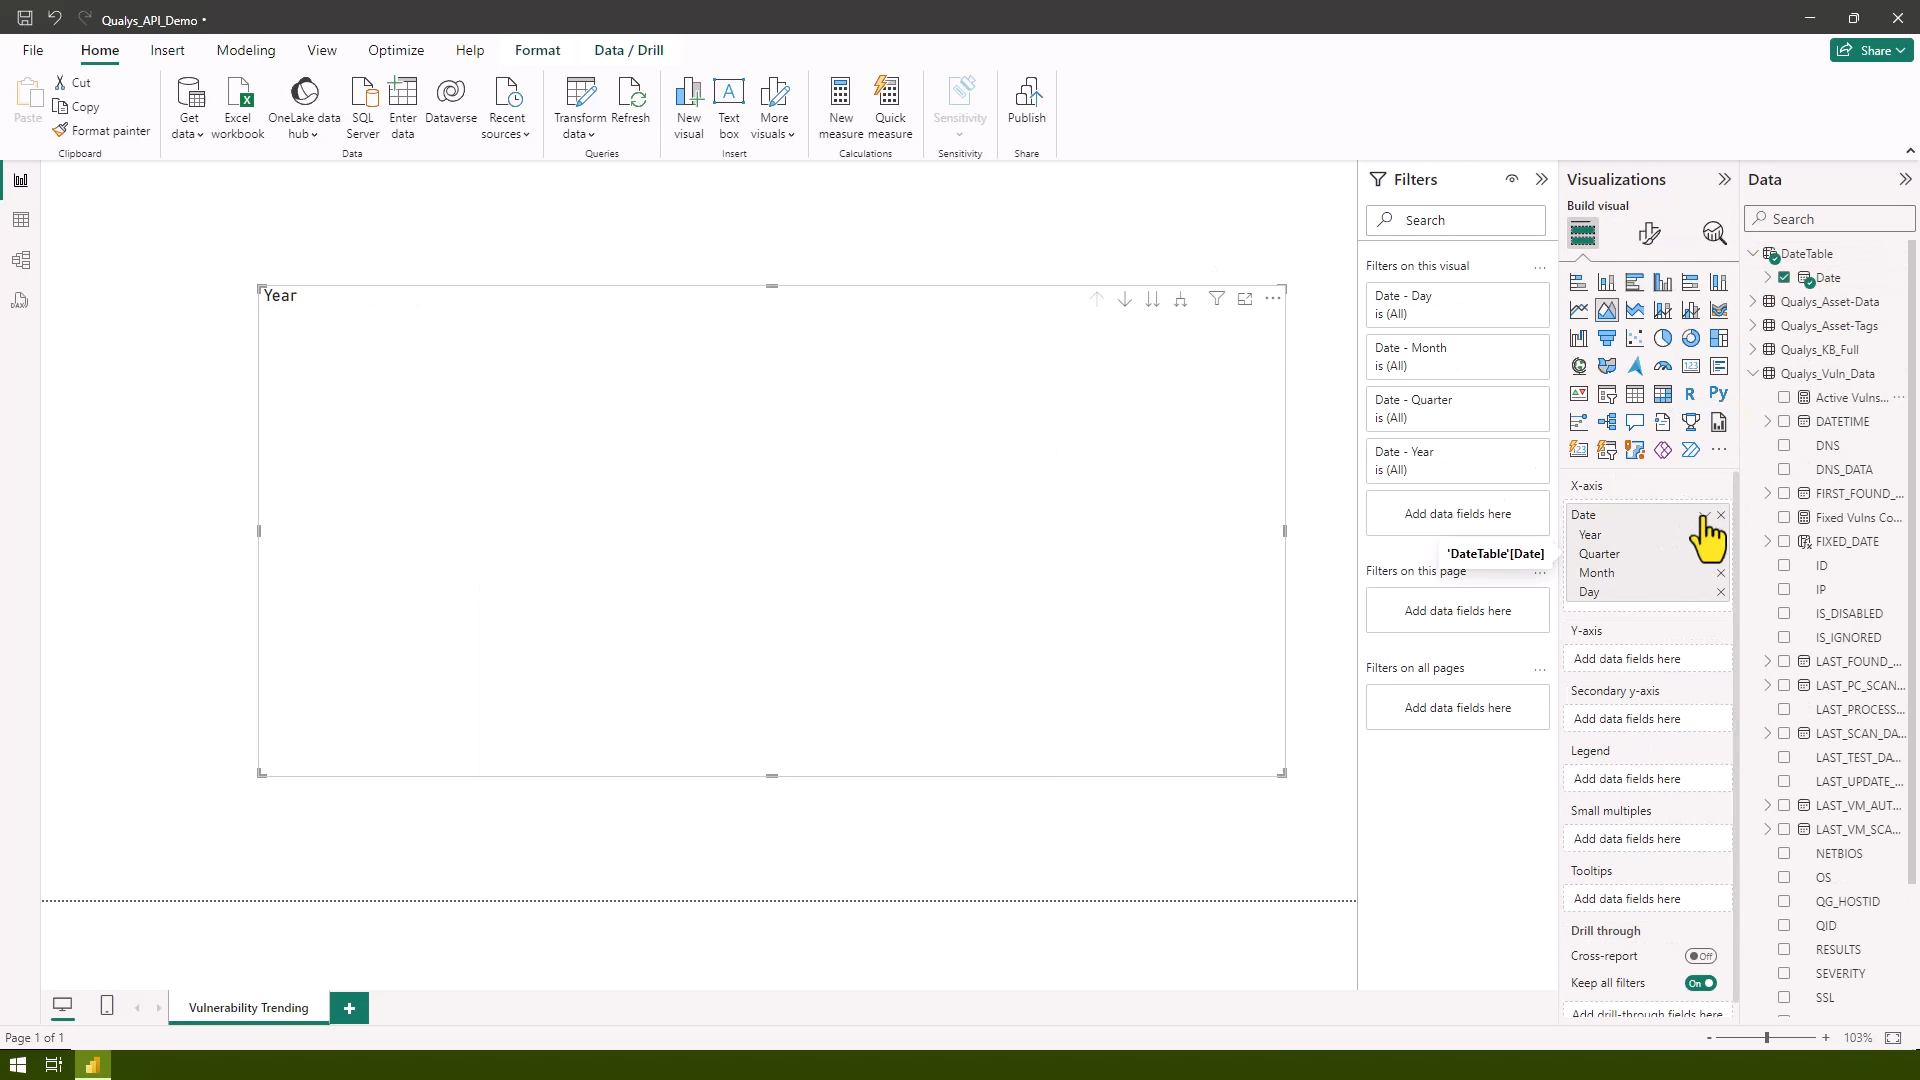 Qualys_API_Demo •
File
Home
Insert
Modeling
View
Optimize
Help
Format
Data / Drill
Share
Paste
Cut
Copy
Format painter
Clipboard
Get
data
Excel
workbook
OneLake data
hub
SQL
Server
Enter
data
Dataverse
Recent
sources
Data
Transform
data
Refresh
Queries
New
visual
Text
box
More
visuals
Insert
New
measure
Quick
measure
Calculations
Sensitivity
Sensitivity
Publish
Share
Year
Filters
Search
Filters on this visual
...
Date - Day
is (All)
Date - Month
is (All)
Date - Quarter
is (All)
Date - Year
is (All)
Add data fields here
'DateTable'[Date]
Filters on this page
...
Add data fields here
Filters on all pages
...
Add data fields here
Visualizations
Build visual
123
R
Py
123
...
X-axis
Date
Year
Quarter
Month
Day
Y-axis
Add data fields here
Secondary y-axis
Add data fields here
Legend
Add data fields here
Small multiples
Add data fields here
Tooltips
Add data fields here
Drill through
Cross-report
Off
Keep all filters
On
Add drill-through fields here
Data
Search
DateTable
Date
Qualys_Asset-Data
Qualys_Asset-Tags
Qualys_KB_Full
Qualys_Vuln_Data
Active Vulns... ...
DATETIME
DNS
DNS_DATA
FIRST_FOUND_...
Fixed Vulns Co...
FIXED_DATE
ID
IP
IS_DISABLED
IS_IGNORED
LAST_FOUND_...
LAST_PC_SCAN...
LAST_PROCESS...
LAST_SCAN_DA...
LAST_TEST_DA...
LAST_UPDATE_...
LAST_VM_AUT...
LAST_VM_SCA...
NETBIOS
OS
QG_HOSTID
QID
RESULTS
SEVERITY
SSL
DAX
Vulnerability Trending
+
Page 1 of 1
- + 103%